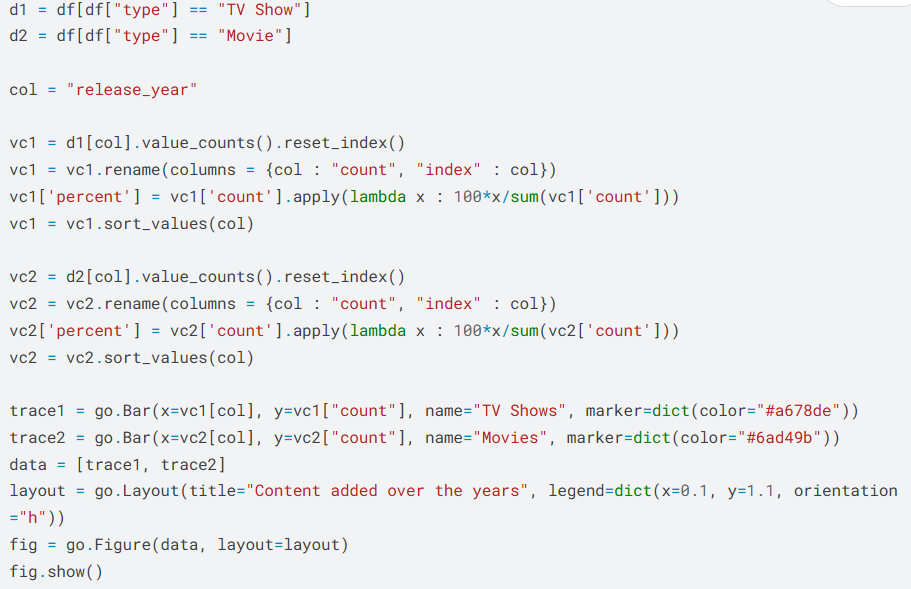 d1 = df[df["type"] == "TV Show"]
d2 = df[df["type"] == "Movie"]
col = "release_year"
vc1 = d1[col].value_counts().reset_index()
vc1 = vc1.rename(columns = {col : "count", "index" : col})
vc1['percent'] = vc1['count'].apply(lambda x : 100*x/sum(vc1['count']))
vc1 = vc1.sort_values(col)
vc2 = d2[col].value_counts().reset_index()
vc2 = vc2.rename(columns = {col : "count", "index" : col})
vc2['percent'] = vc2['count'].apply(lambda x : 100*x/sum(vc2['count']))
vc2 = vc2.sort_values(col)
trace1 = go.Bar(x=vc1[col], y=vc1["count"], name="TV Shows", marker=dict(color="#a678de"))
trace2 = go.Bar(x=vc2[col], y=vc2["count"], name="Movies", marker=dict(color="#6ad49b"))
data = [trace1, trace2]
layout = go.Layout(title="Content added over the years", legend=dict(x=0.1, y=1.1, orientation
="h"))
fig = go.Figure(data, layout=layout)
fig.show()